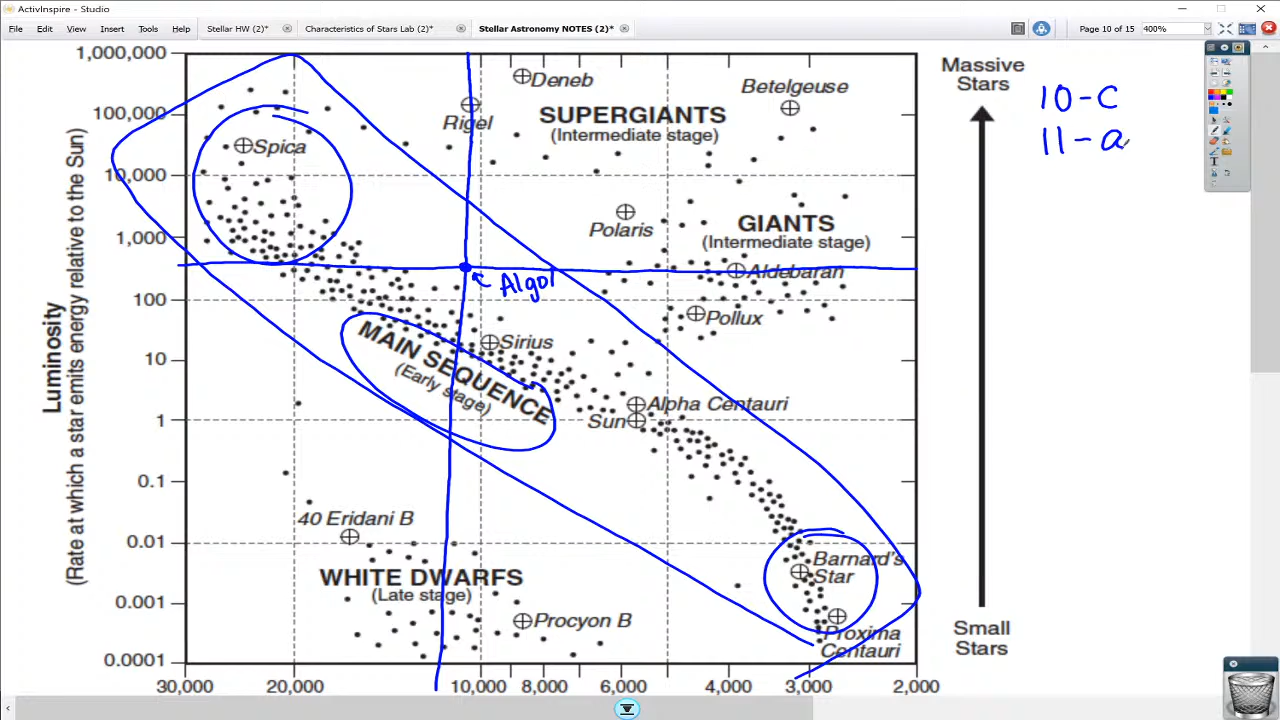 ActivInspire - Studio
File Edit View Insert Tools Help Stellar HW (2)* Characteristics of Stars Lab (2)* Stellar Astronomy NOTES (2)* Page 10 of 15 400%
1,000,000
100,000
10,000
1,000
100
10
1
0.1
0.01
0.001
0.0001
Luminosity
(Rate at which a star emits energy relative to the Sun)
Deneb
Betelgeuse
Rigel
SUPERGIANTS
(Intermediate stage)
Spica
Polaris
GIANTS
(Intermediate stage)
Aldebaran
Algol
Pollux
MAIN SEQUENCE
(Early stage)
Sirius
Alpha Centauri
Sun
40 Eridani B
Barnard's
Star
WHITE DWARFS
(Late stage)
Procyon B
Proxima
Centauri
30,000 20,000 10,000 8,000 6,000 4,000 3,000 2,000
Massive
Stars
Small
Stars
10-c
11-a